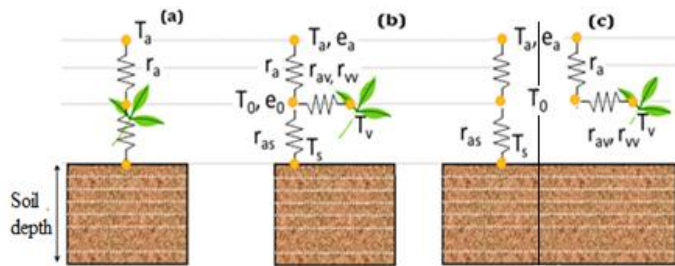 (a)
(b)
(c)
Tₐ
rₐ
Tₐ, eₐ
rₐ
rₐᵥ, rᵥᵥ
T₀, e₀
Tᵥ
rₐₛ
Tₛ
Tₐ, eₐ
rₐ
T₀
rₐₛ
Tₛ
Tᵥ
rₐᵥ, rᵥᵥ
Soil
depth